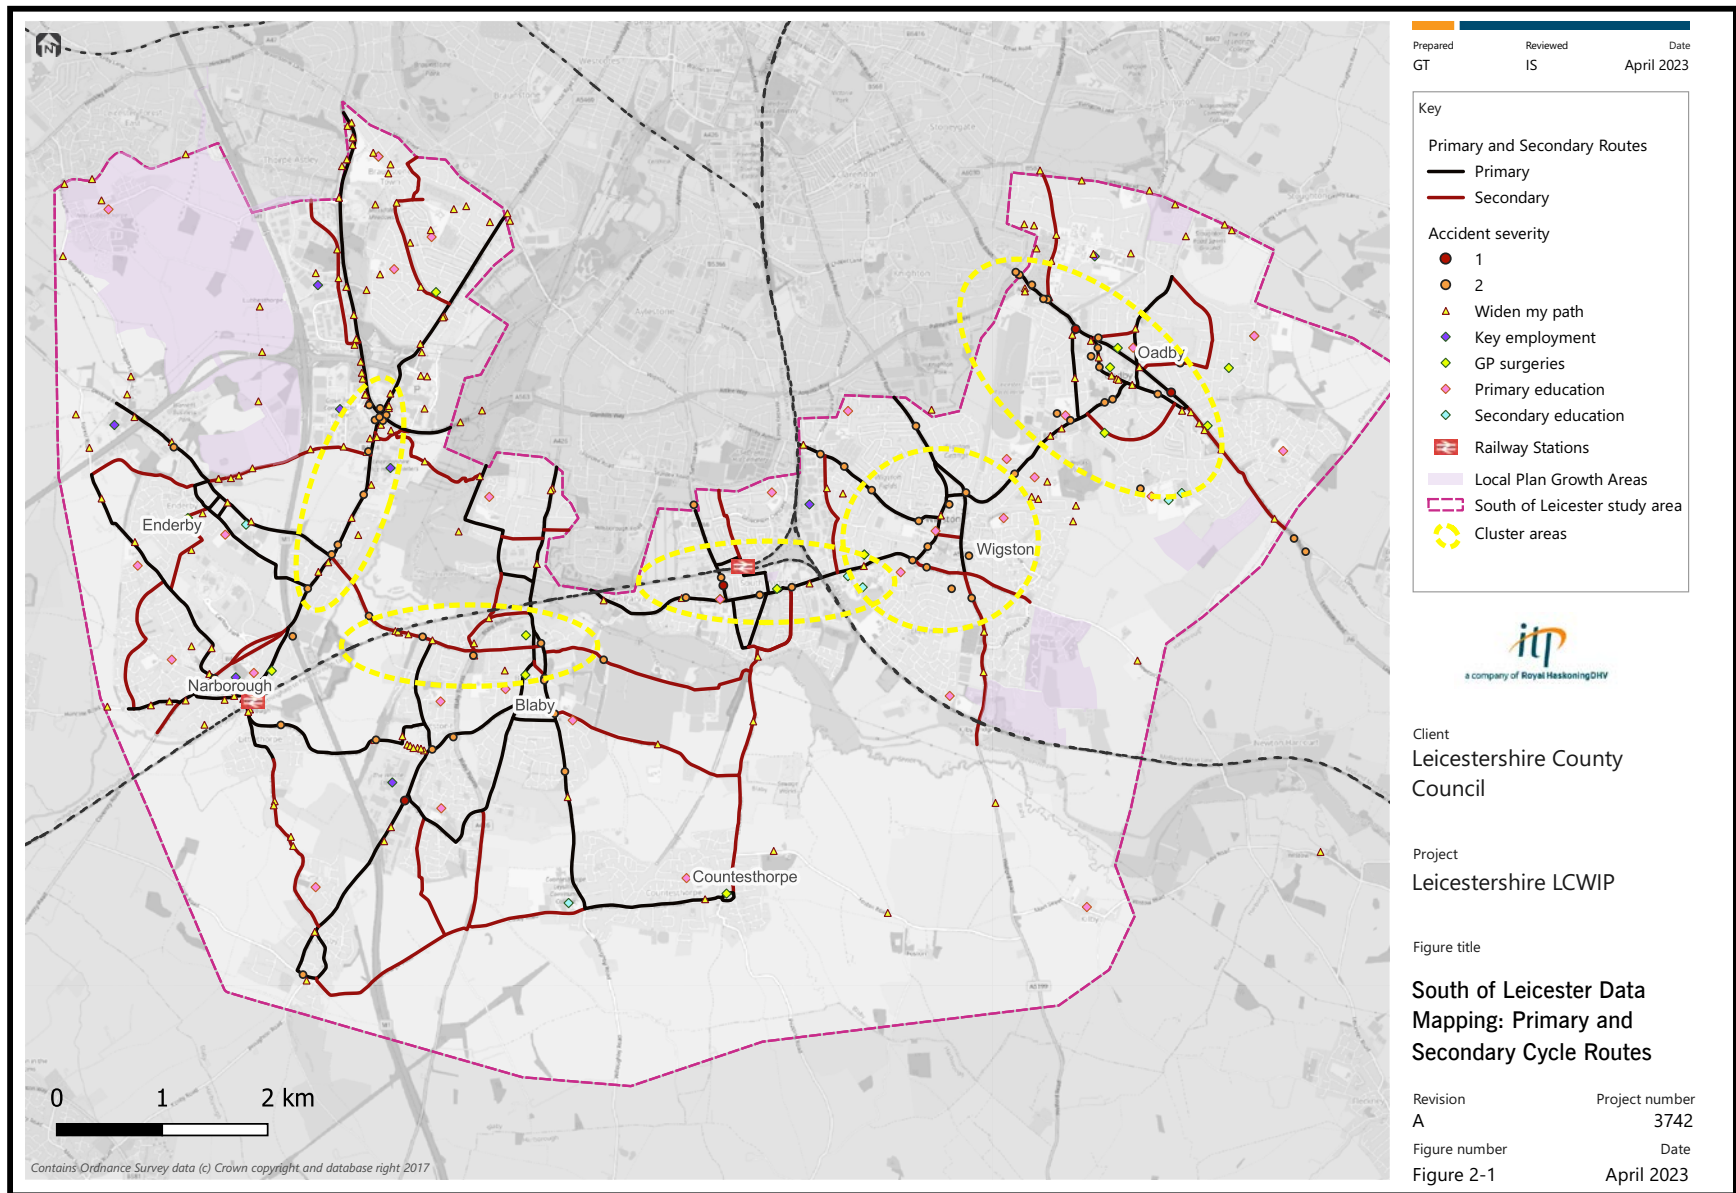 Prepared
Reviewed
Date
GT
IS
April 2023
Key
Primary and Secondary Routes
Primary
Secondary
Accident severity
1
2
Widen my path
Key employment
GP surgeries
Primary education
Secondary education
Railway Stations
Local Plan Growth Areas
South of Leicester study area
Cluster areas
Oadby
Enderby
Wigston
Narborough
Blaby
Countesthorpe
itp
a company of Royal HaskoningDHV
Client
Leicestershire County
Council
Project
Leicestershire LCWIP
Figure title
South of Leicester Data
Mapping: Primary and
Secondary Cycle Routes
Revision
Project number
A
3742
Figure number
Date
Figure 2-1
April 2023
0 1 2 km
Contains Ordnance Survey data (c) Crown copyright and database right 2017